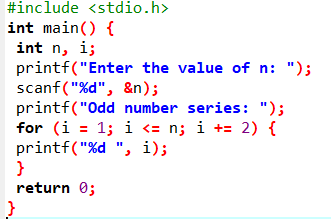 #include <stdio.h>
int main() {
int n, i;
printf("Enter the value of n: ");
scanf("%d", &n);
printf("Odd number series: ");
for (i = 1; i <= n; i += 2) {
printf("%d ", i);
}
return 0;
}